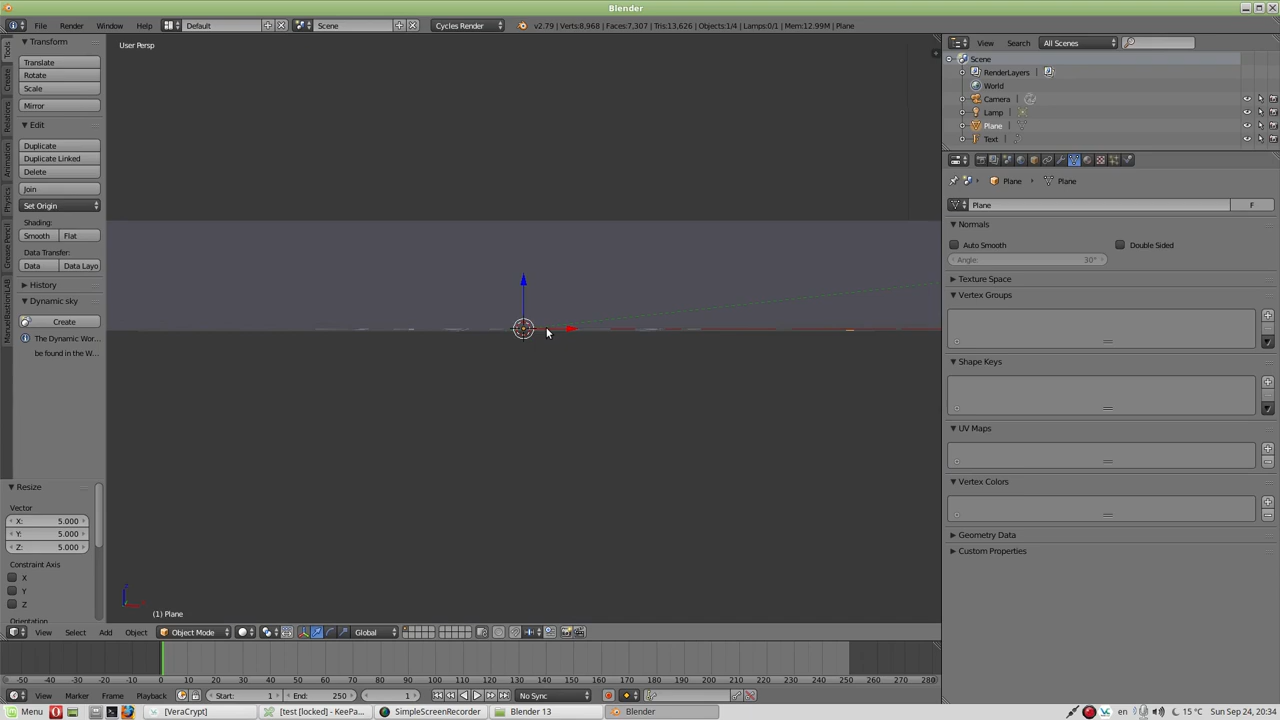 Blender
File
Render
Window
Help
Default
Scene
Cycles Render
v2.79 | Verts:8,968 | Faces:7,307 | Tris:13,626 | Objects:1/4 | Lamps:0/1 | Mem:12.99M | Plane
Tools
Create
Relations
Animation
Physics
Grease Pencil
ManuelBastioniLAB
Transform
Translate
Rotate
Scale
Mirror
Edit
Duplicate
Duplicate Linked
Delete
Join
Set Origin
Shading:
Smooth
Flat
Data Transfer:
Data
Data Layo
History
Dynamic sky
Create
The Dynamic Wor...
be found in the W...
Resize
Vector
X: 5.000
Y: 5.000
Z: 5.000
Constraint Axis
X
Y
Z
Orientation
User Persp
(1) Plane
View
Select
Add
Object
Object Mode
Global
View
Search
All Scenes
Scene
RenderLayers
World
Camera
Lamp
Plane
Text
Plane
Plane
Plane
F
Normals
Auto Smooth
Double Sided
Angle: 30°
Texture Space
Vertex Groups
Shape Keys
UV Maps
Vertex Colors
Geometry Data
Custom Properties
-50 -40 -30 -20 -10 0 10 20 30 40 50 60 70 80 90 100 110 120 130 140 150 160 170 180 190 200 210 220 230 240 250 260 270 280
View
Marker
Frame
Playback
Start: 1
End: 250
1
No Sync
Menu
[VeraCrypt]
[test [locked] - KeePa...
SimpleScreenRecorder
Blender 13
Blender
en
15 °C
Sun Sep 24, 20:34